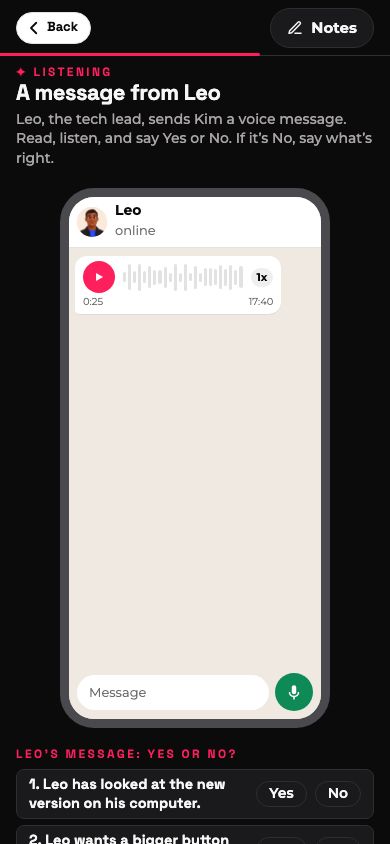 Back
Notes
LISTENING
A message from Leo
Leo, the tech lead, sends Kim a voice message.
Read, listen, and say Yes or No. If it's No, say what's
right.
Leo
online
1x
0:25
17:40
Message
LEO'S MESSAGE: YES OR NO?
1. Leo has looked at the new
version on his computer.
Yes
No
2. Leo wants a bigger button